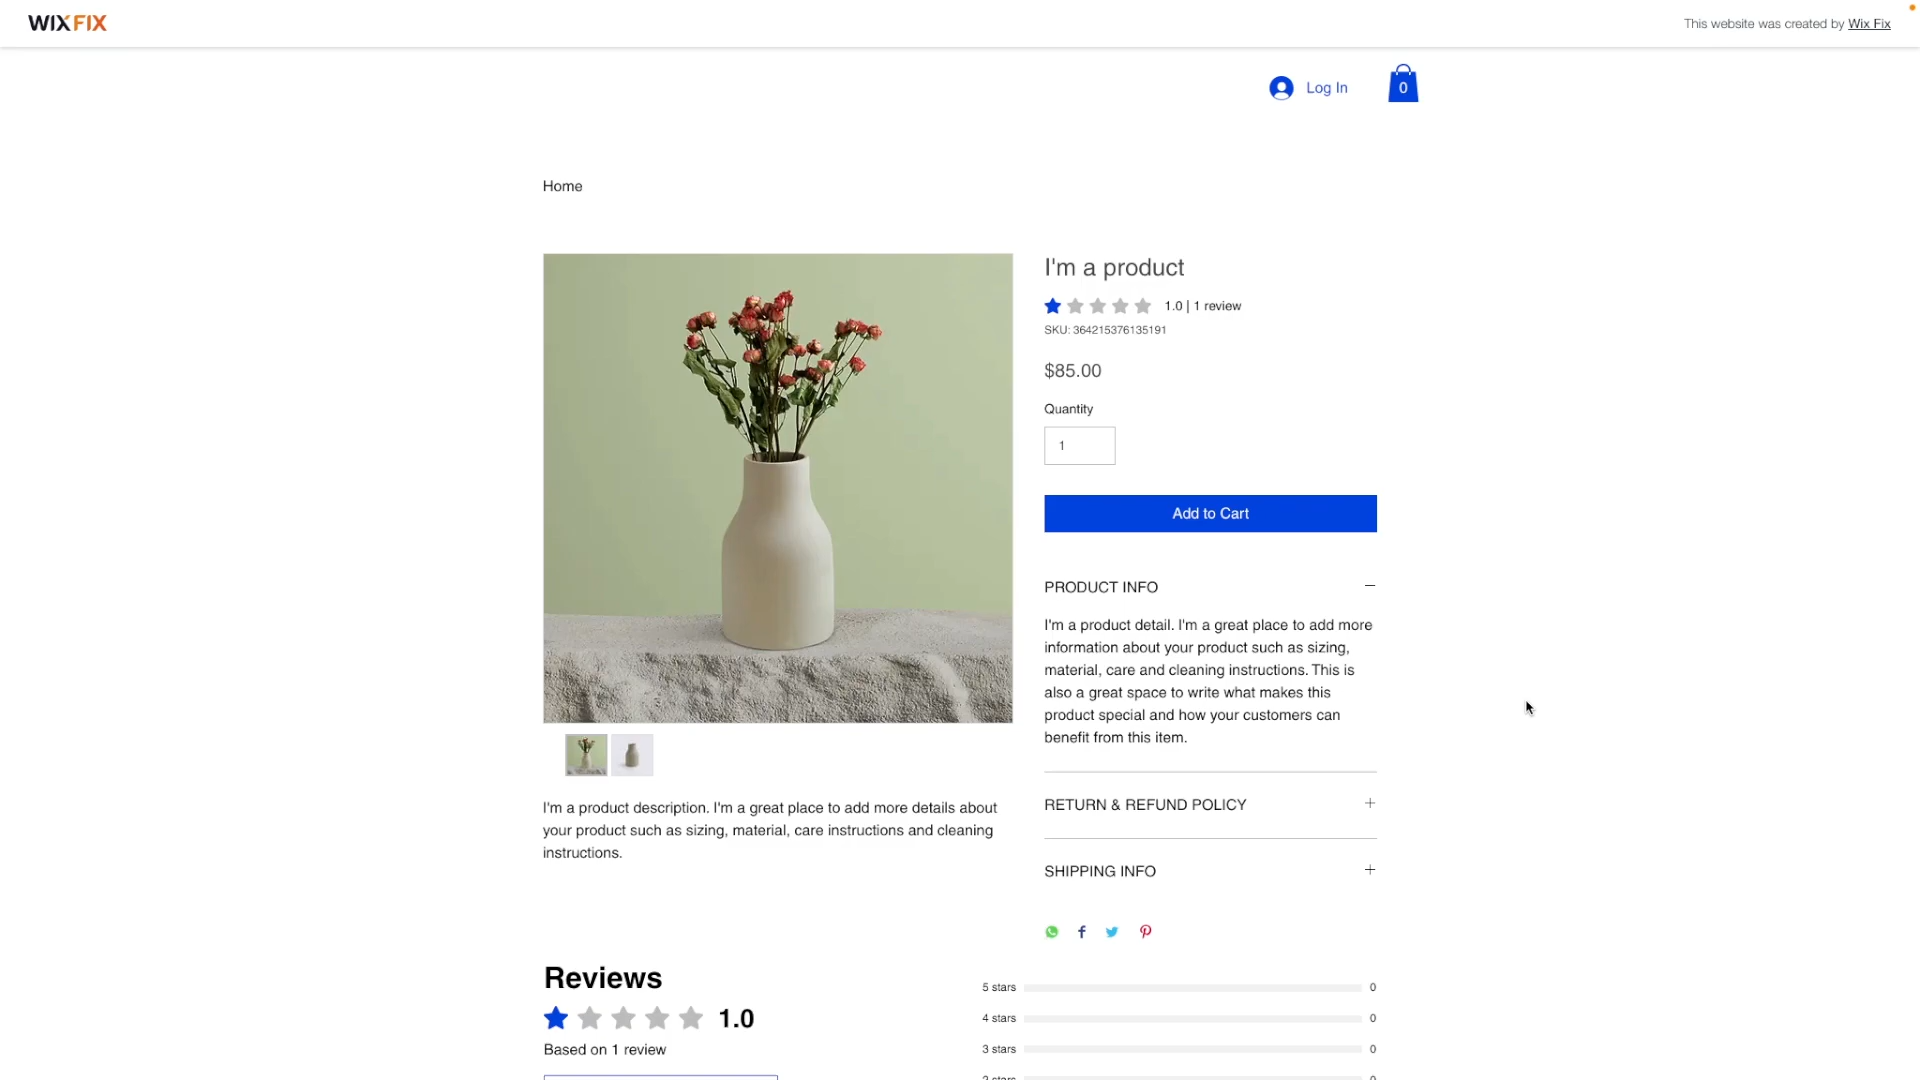 WIXFIX
This website was created by Wix Fix
Log In
0
Home
I'm a product
1.0 | 1 review
SKU: 364215376135191
$85.00
Quantity
1
Add to Cart
PRODUCT INFO
I'm a product detail. I'm a great place to add more
information about your product such as sizing,
material, care and cleaning instructions. This is
also a great space to write what makes this
product special and how your customers can
benefit from this item.
RETURN & REFUND POLICY
SHIPPING INFO
I'm a product description. I'm a great place to add more details about
your product such as sizing, material, care instructions and cleaning
instructions.
Reviews
1.0
Based on 1 review
5 stars 0
4 stars 0
3 stars 0